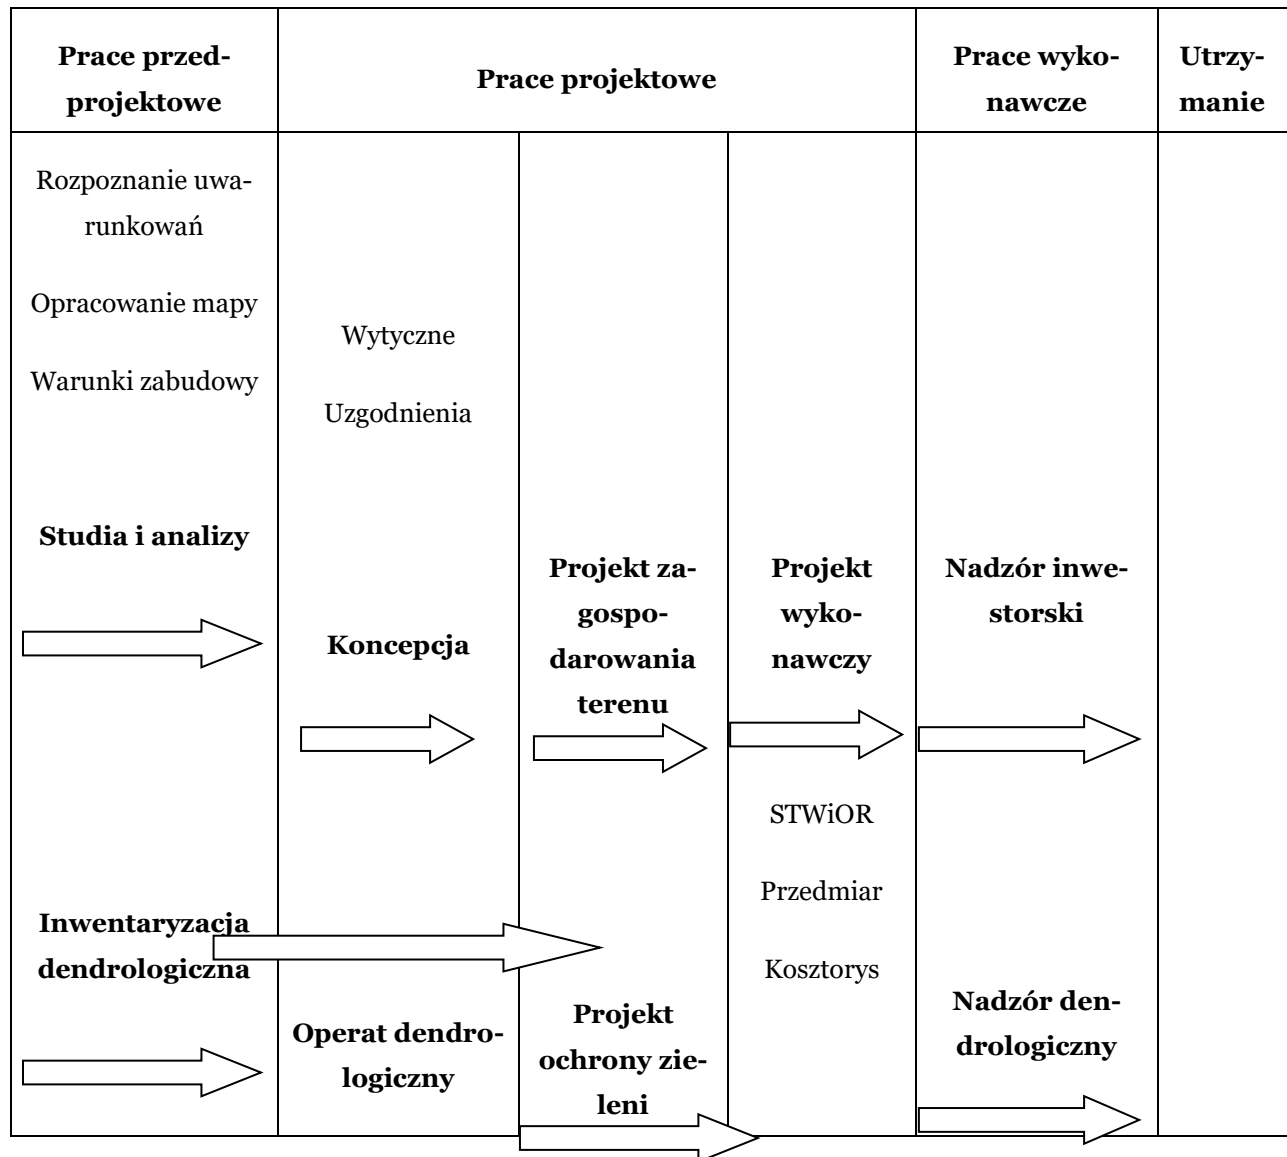 Prace przed-
projektowe
Prace projektowe
Prace wyko-
nawcze
Utrzy-
manie
Rozpoznanie uwa-
runkowań
Opracowanie mapy
Warunki zabudowy
Studia i analizy
Inwentaryzacja
dendrologiczna
Wytyczne
Uzgodnienia
Koncepcja
Operat dendro-
logiczny
Projekt za-
gospo-
darowania
terenu
Projekt
ochrony zie-
leni
Projekt
wyko-
nawczy
STWiOR
Przedmiar
Kosztorys
Nadzór inwe-
storski
Nadzór den-
drologiczny